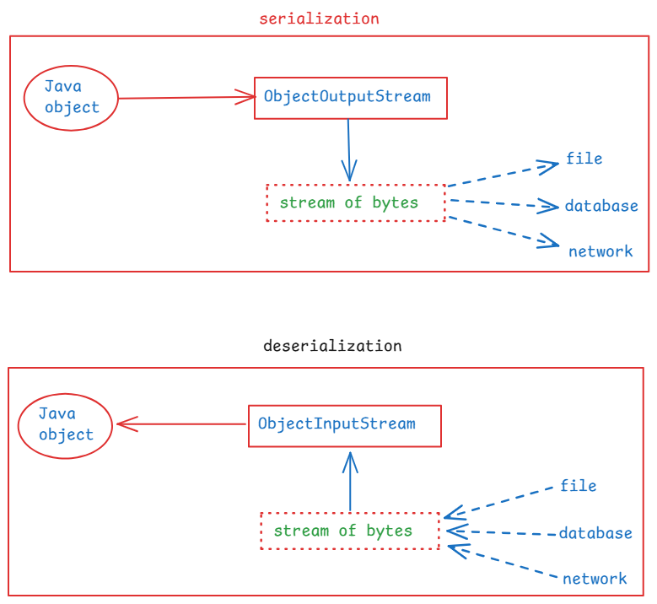 serialization
Java
object
ObjectOutputStream
stream of bytes
file
database
network
deserialization
Java
object
ObjectInputStream
stream of bytes
file
database
network